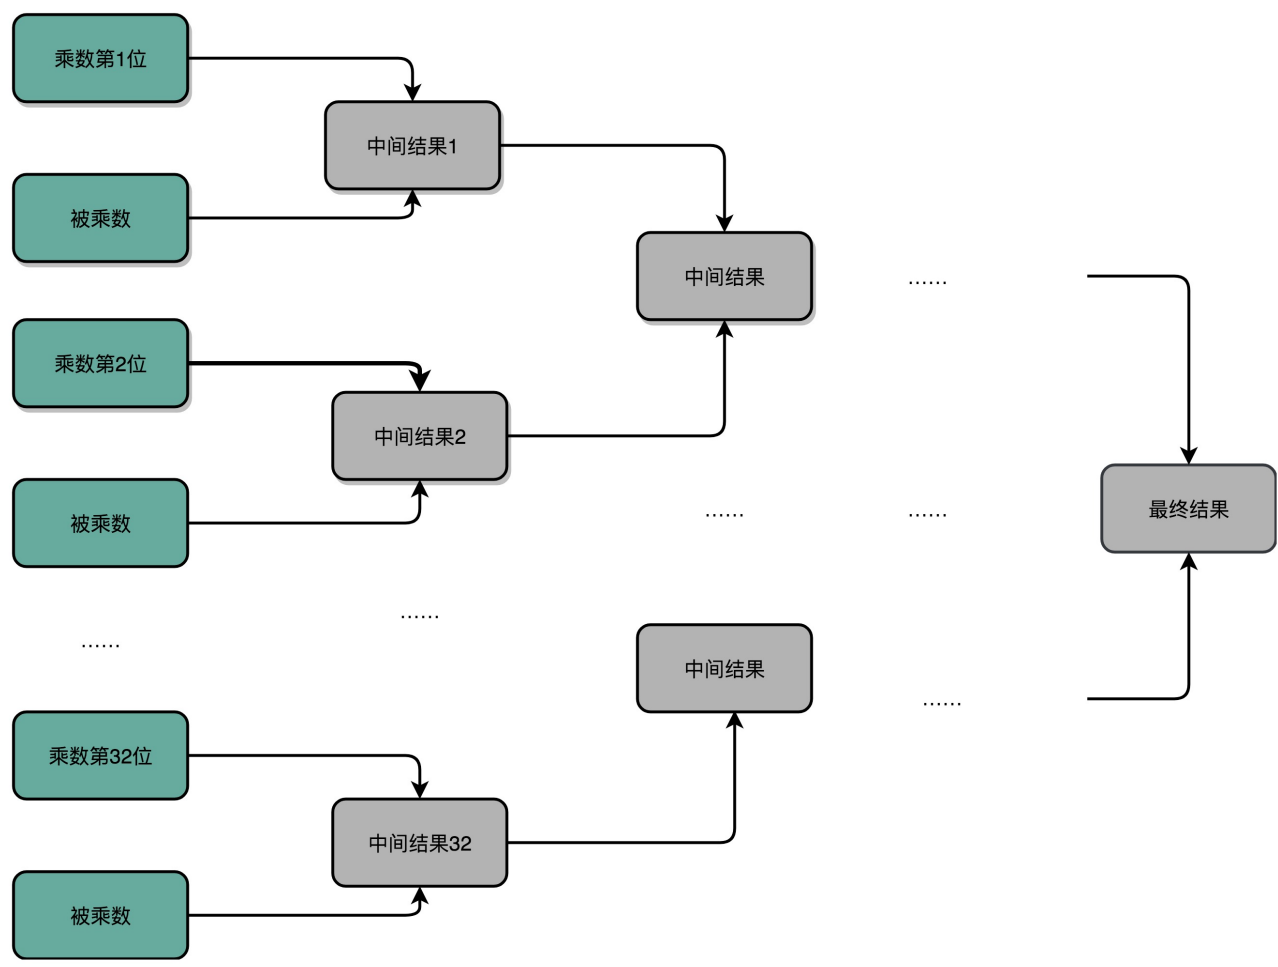 乘数第1位
中间结果1
被乘数
中间结果
……
乘数第2位
中间结果2
被乘数
……
……
最终结果
……
……
中间结果
……
乘数第32位
中间结果32
被乘数